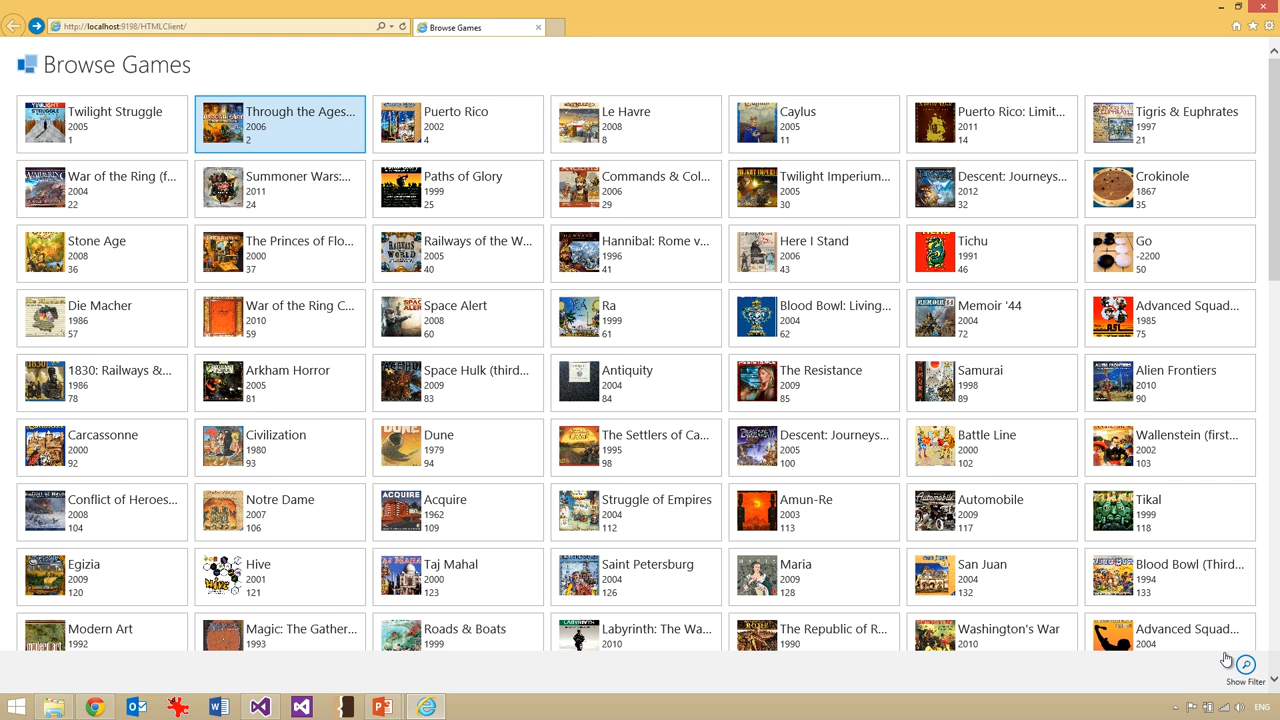 http://localhost:9198/HTMLClient/
Browse Games
Browse Games
Twilight Struggle
2005
1
Through the Ages...
2006
2
Puerto Rico
2002
4
Le Havre
2008
8
Caylus
2005
11
Puerto Rico: Limit...
2011
14
Tigris & Euphrates
1997
21
War of the Ring (f...
2004
22
Summoner Wars:...
2011
24
Paths of Glory
1999
25
Commands & Col...
2006
29
Twilight Imperium...
2005
30
Descent: Journeys...
2012
32
Crokinole
1867
35
Stone Age
2008
36
The Princes of Flo...
2000
37
Railways of the W...
2005
40
Hannibal: Rome v...
1996
41
Here I Stand
2006
43
Tichu
1991
46
Go
-2200
50
Die Macher
1986
57
War of the Ring C...
2010
59
Space Alert
2008
60
Ra
1999
61
Blood Bowl: Living...
2004
62
Memoir '44
2004
72
Advanced Squad...
1985
75
1830: Railways &...
1986
78
Arkham Horror
2005
81
Space Hulk (third...
2009
83
Antiquity
2004
84
The Resistance
2009
85
Samurai
1998
89
Alien Frontiers
2010
90
Carcassonne
2000
92
Civilization
1980
93
Dune
1979
94
The Settlers of Ca...
1995
98
Descent: Journeys...
2005
100
Battle Line
2000
102
Wallenstein (first...
2002
103
Conflict of Heroes...
2008
104
Notre Dame
2007
106
Acquire
1962
109
Struggle of Empires
2004
112
Amun-Re
2003
113
Automobile
2009
117
Tikal
1999
118
Egizia
2009
120
Hive
2001
121
Taj Mahal
2000
123
Saint Petersburg
2004
126
Maria
2009
128
San Juan
2004
132
Blood Bowl (Third...
1994
133
Modern Art
1992
Magic: The Gather...
1993
Roads & Boats
1999
Labyrinth: The Wa...
2010
The Republic of R...
1990
Washington's War
2010
Advanced Squad...
2004
Show Filter
ENG